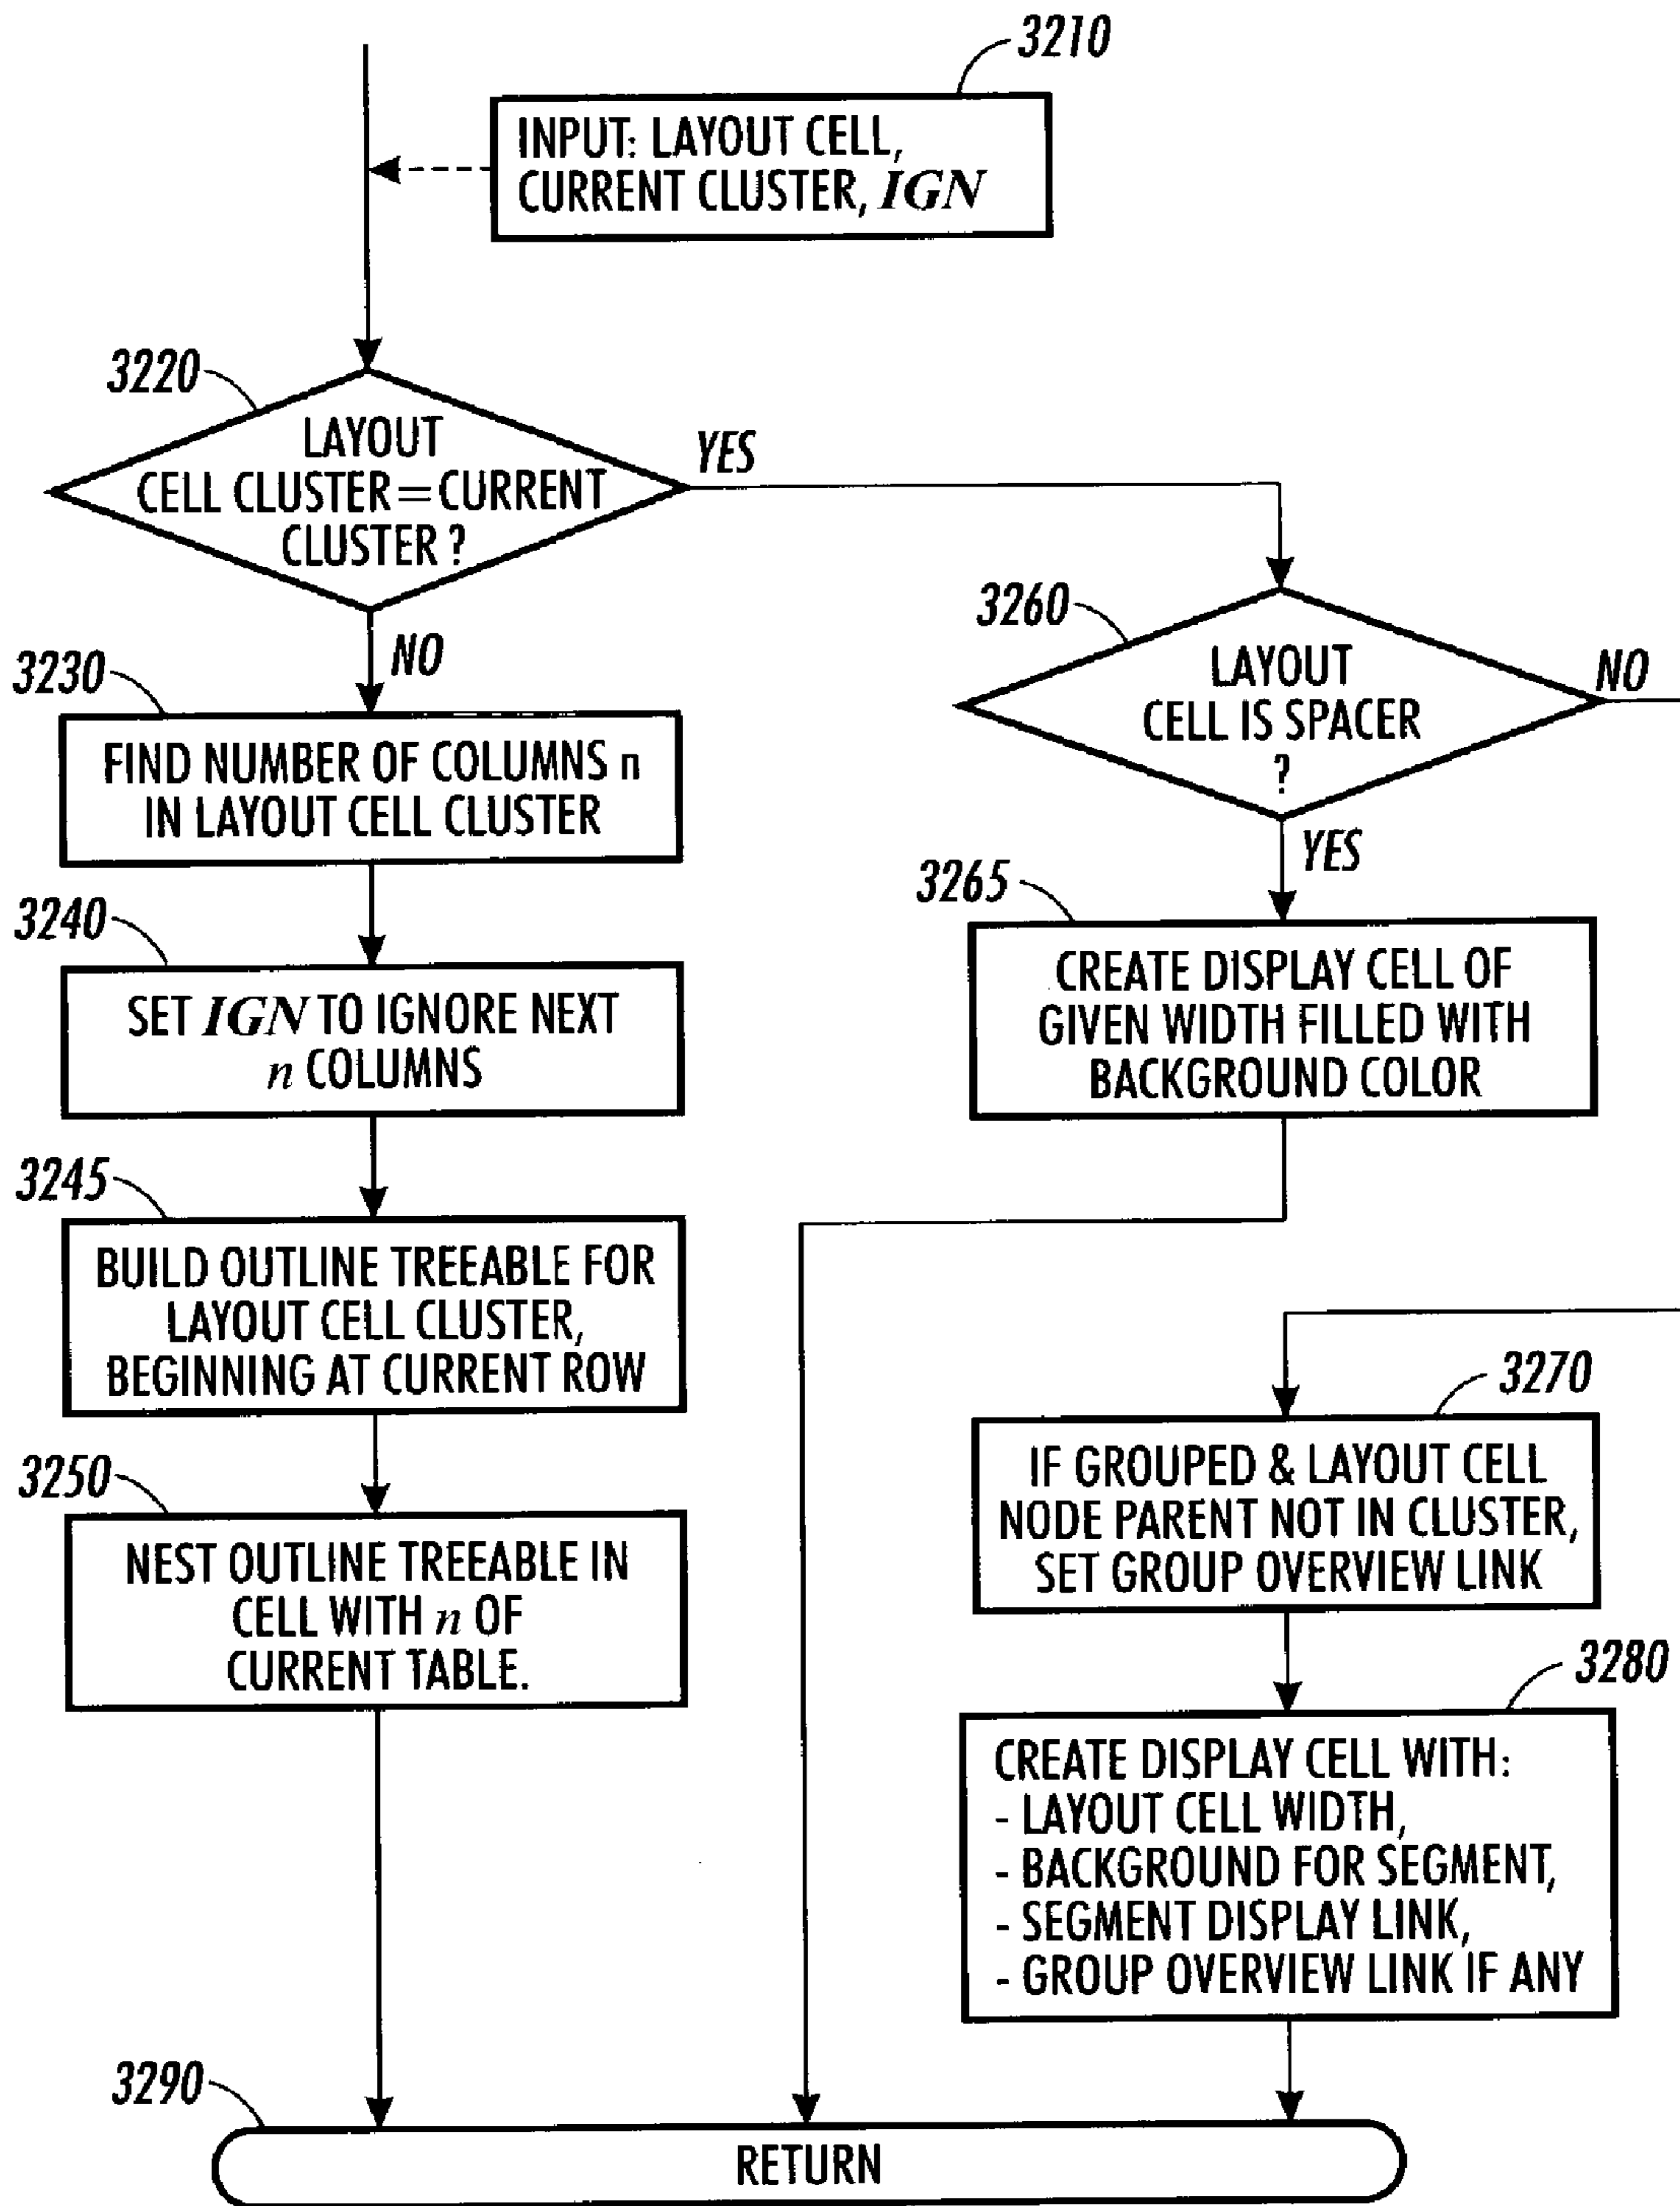 3210
INPUT: LAYOUT CELL,
CURRENT CLUSTER, IGN
3220
LAYOUT
CELL CLUSTER=CURRENT
CLUSTER?
YES
NO
3230
FIND NUMBER OF COLUMNS n
IN LAYOUT CELL CLUSTER
3240
SET IGN TO IGNORE NEXT
n COLUMNS
3245
BUILD OUTLINE TREEABLE FOR
LAYOUT CELL CLUSTER,
BEGINNING AT CURRENT ROW
3250
NEST OUTLINE TREEABLE IN
CELL WITH n OF
CURRENT TABLE.
3260
LAYOUT
CELL IS SPACER
?
NO
YES
3265
CREATE DISPLAY CELL OF
GIVEN WIDTH FILLED WITH
BACKGROUND COLOR
3270
IF GROUPED & LAYOUT CELL
NODE PARENT NOT IN CLUSTER,
SET GROUP OVERVIEW LINK
3280
CREATE DISPLAY CELL WITH:
- LAYOUT CELL WIDTH,
- BACKGROUND FOR SEGMENT,
- SEGMENT DISPLAY LINK,
- GROUP OVERVIEW LINK IF ANY
3290
RETURN